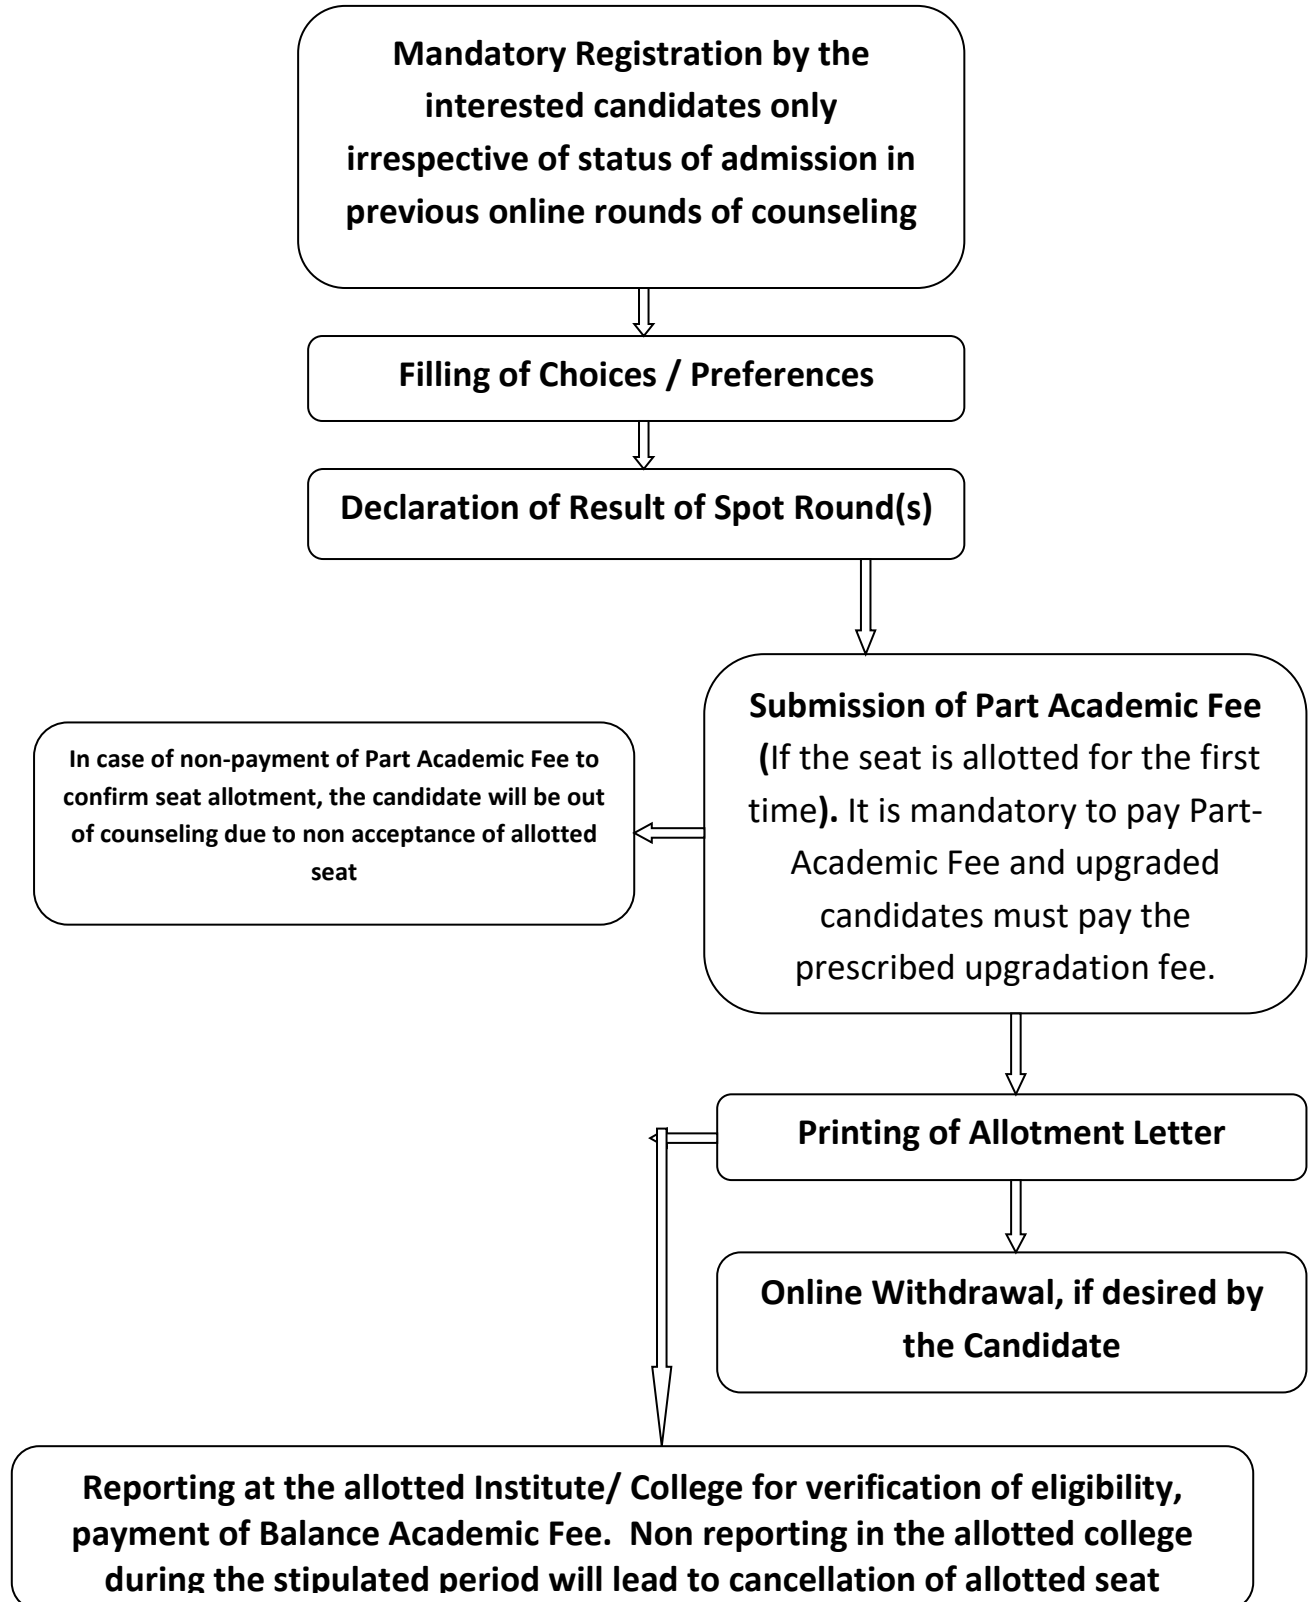 Mandatory Registration by the
interested candidates only
irrespective of status of admission in
previous online rounds of counseling
Filling of Choices / Preferences
Declaration of Result of Spot Round(s)
Submission of Part Academic Fee
(If the seat is allotted for the first
time). It is mandatory to pay Part-
Academic Fee and upgraded
candidates must pay the
prescribed upgradation fee.
In case of non-payment of Part Academic Fee to
confirm seat allotment, the candidate will be out
of counseling due to non acceptance of allotted
seat
Printing of Allotment Letter
Online Withdrawal, if desired by
the Candidate
Reporting at the allotted Institute/ College for verification of eligibility,
payment of Balance Academic Fee.  Non reporting in the allotted college
during the stipulated period will lead to cancellation of allotted seat